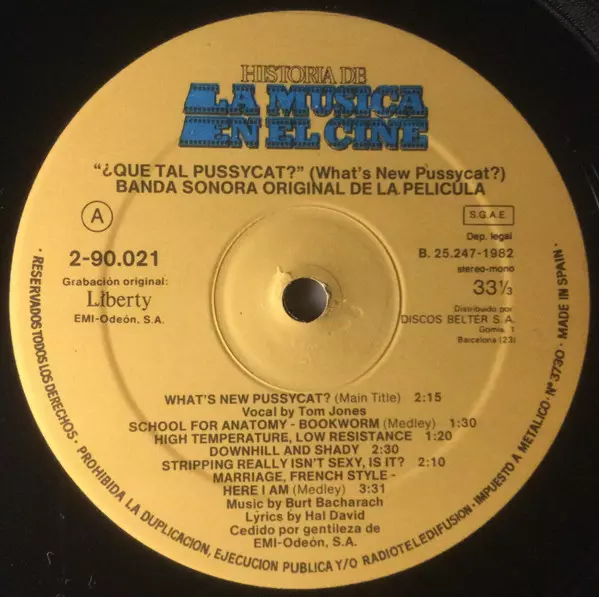 HISTORIA DE
LA MUSICA
EN EL CINE
"¿QUE TAL PUSSYCAT?" (What's New Pussycat?)
BANDA SONORA ORIGINAL DE LA PELICULA
A
2-90.021
Grabación original:
Liberty
EMI-Odeón, S.A.
S.G.A.E.
Dep. legal
B. 25.247-1982
stereo-mono
33⅓
Distribuido por
DISCOS BELTER S.A.
Gomis, 1
Barcelona (23)
WHAT'S NEW PUSSYCAT? (Main Title) 2:15
Vocal by Tom Jones
SCHOOL FOR ANATOMY - BOOKWORM (Medley) 1:30
HIGH TEMPERATURE, LOW RESISTANCE 1:20
DOWNHILL AND SHADY 2:30
STRIPPING REALLY ISN'T SEXY, IS IT? 2:10
MARRIAGE, FRENCH STYLE -
HERE I AM (Medley) 3:31
Music by Burt Bacharach
Lyrics by Hal David
Cedido por gentileza de
EMI-Odeón, S.A.
· RESERVADOS TODOS LOS DERECHOS · PROHIBIDA LA DUPLICACION, EJECUCION PUBLICA Y/O RADIOTELEDIFUSION · IMPUESTO A METALICO · Nº 3730 · MADE IN SPAIN ·